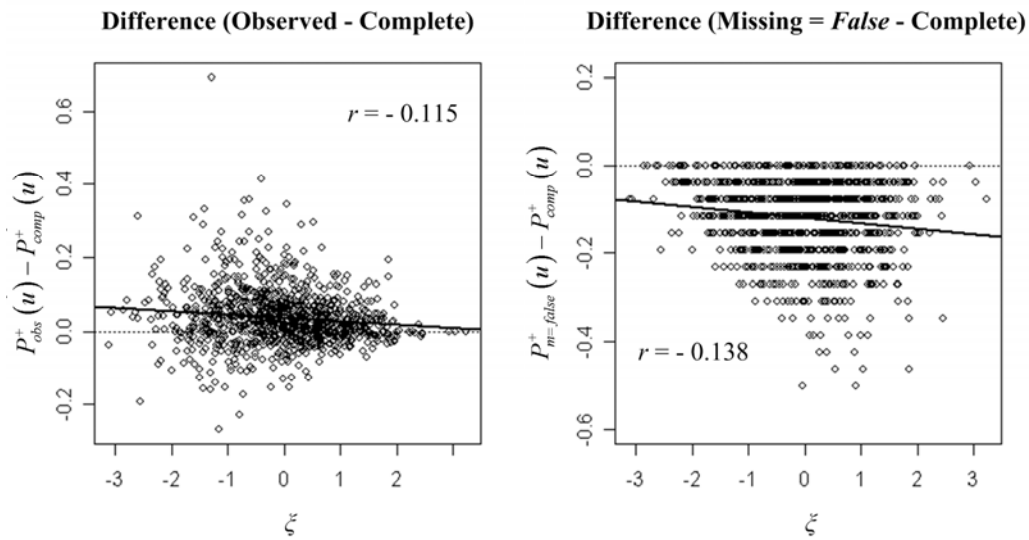 Difference (Observed - Complete)
r = - 0.115
P⁺obs (u) − P⁺comp (u)
0.6
0.4
0.2
0.0
-0.2
-3 -2 -1 0 1 2
ξ
Difference (Missing = False - Complete)
r = - 0.138
P⁺m=false (u) − P⁺comp (u)
0.2
0.0
-0.2
-0.4
-0.6
-3 -2 -1 0 1 2 3
ξ